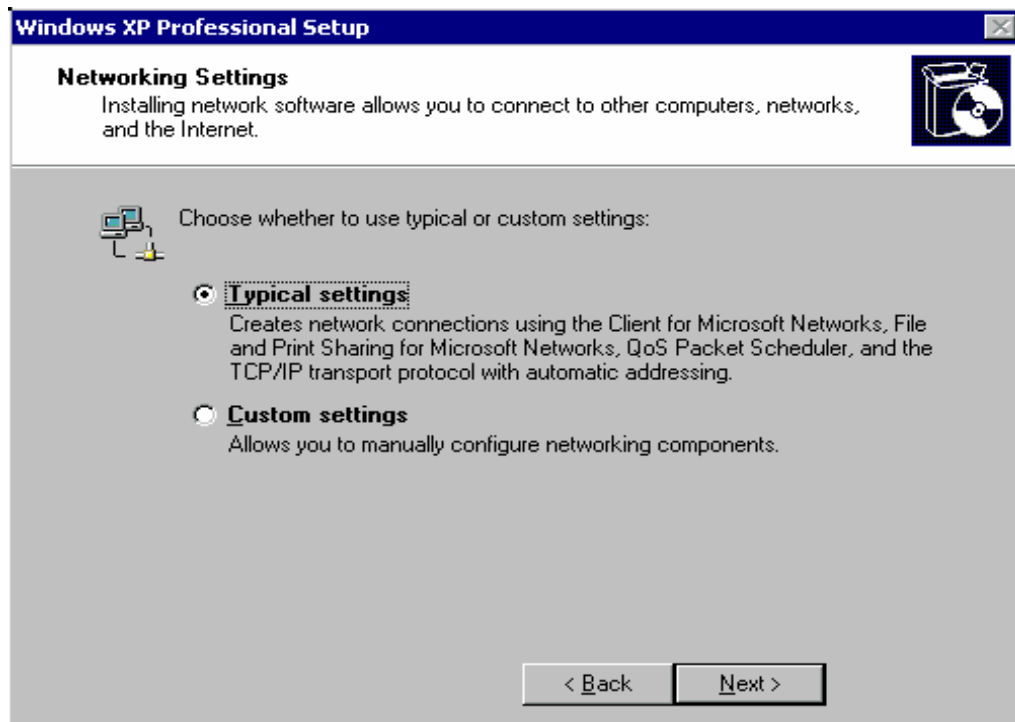 Windows XP Professional Setup
Networking Settings
Installing network software allows you to connect to other computers, networks,
and the Internet.
Choose whether to use typical or custom settings:
Typical settings
Creates network connections using the Client for Microsoft Networks, File
and Print Sharing for Microsoft Networks, QoS Packet Scheduler, and the
TCP/IP transport protocol with automatic addressing.
Custom settings
Allows you to manually configure networking components.
< Back Next >